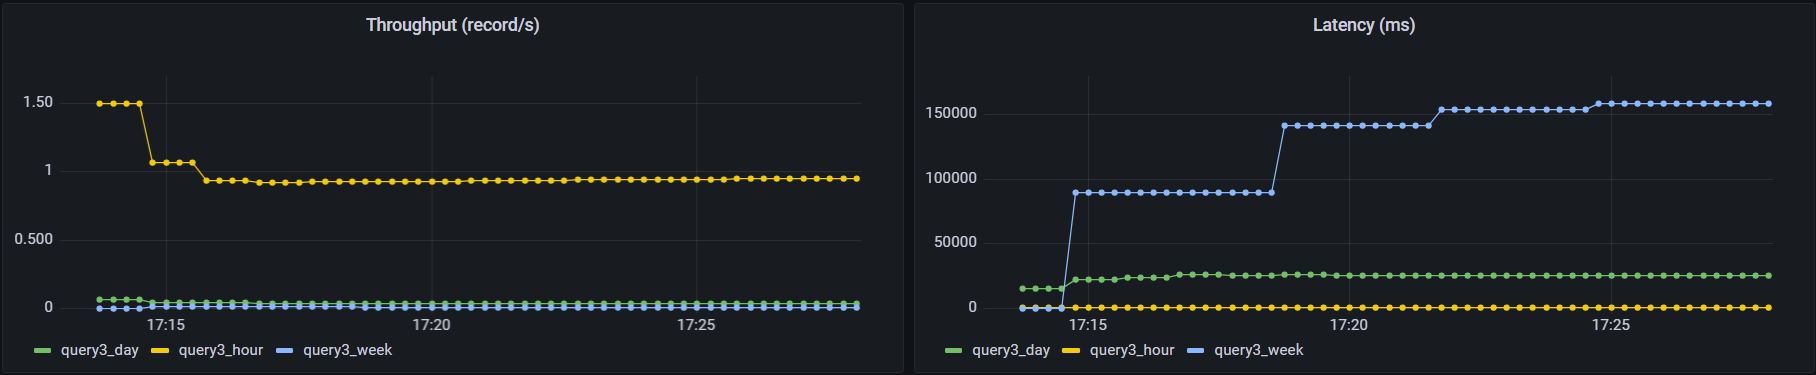 Throughput (record/s)
1.50
1
0.500
0
17:15
17:20
17:25
query3_day
query3_hour
query3_week
Latency (ms)
150000
100000
50000
0
17:15
17:20
17:25
query3_day
query3_hour
query3_week